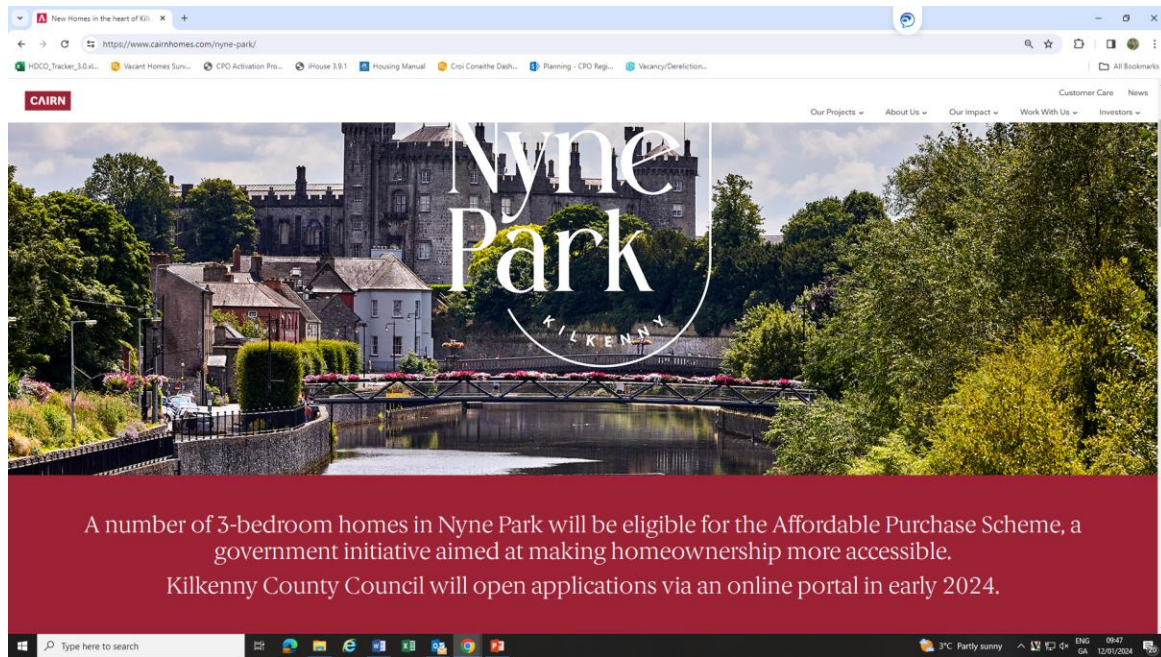 New Homes in the heart of Kilk
https://www.cairnhomes.com/nyne-park/
HDCO_Tracker_3.0.xl...
Vacant Homes Surv...
CPO Activation Pro...
iHouse 3.9.1
Housing Manual
Croi Conaithe Dash...
Planning - CPO Regi...
Vacancy/Dereliction...
All Bookmarks
CAIRN
Customer Care
News
Our Projects
About Us
Our Impact
Work With Us
Investors
Nyne
Park
KILKENNY
A number of 3-bedroom homes in Nyne Park will be eligible for the Affordable Purchase Scheme, a
government initiative aimed at making homeownership more accessible.
Kilkenny County Council will open applications via an online portal in early 2024.
Type here to search
3°C Partly sunny
ENG
GA
09:47
12/01/2024
20